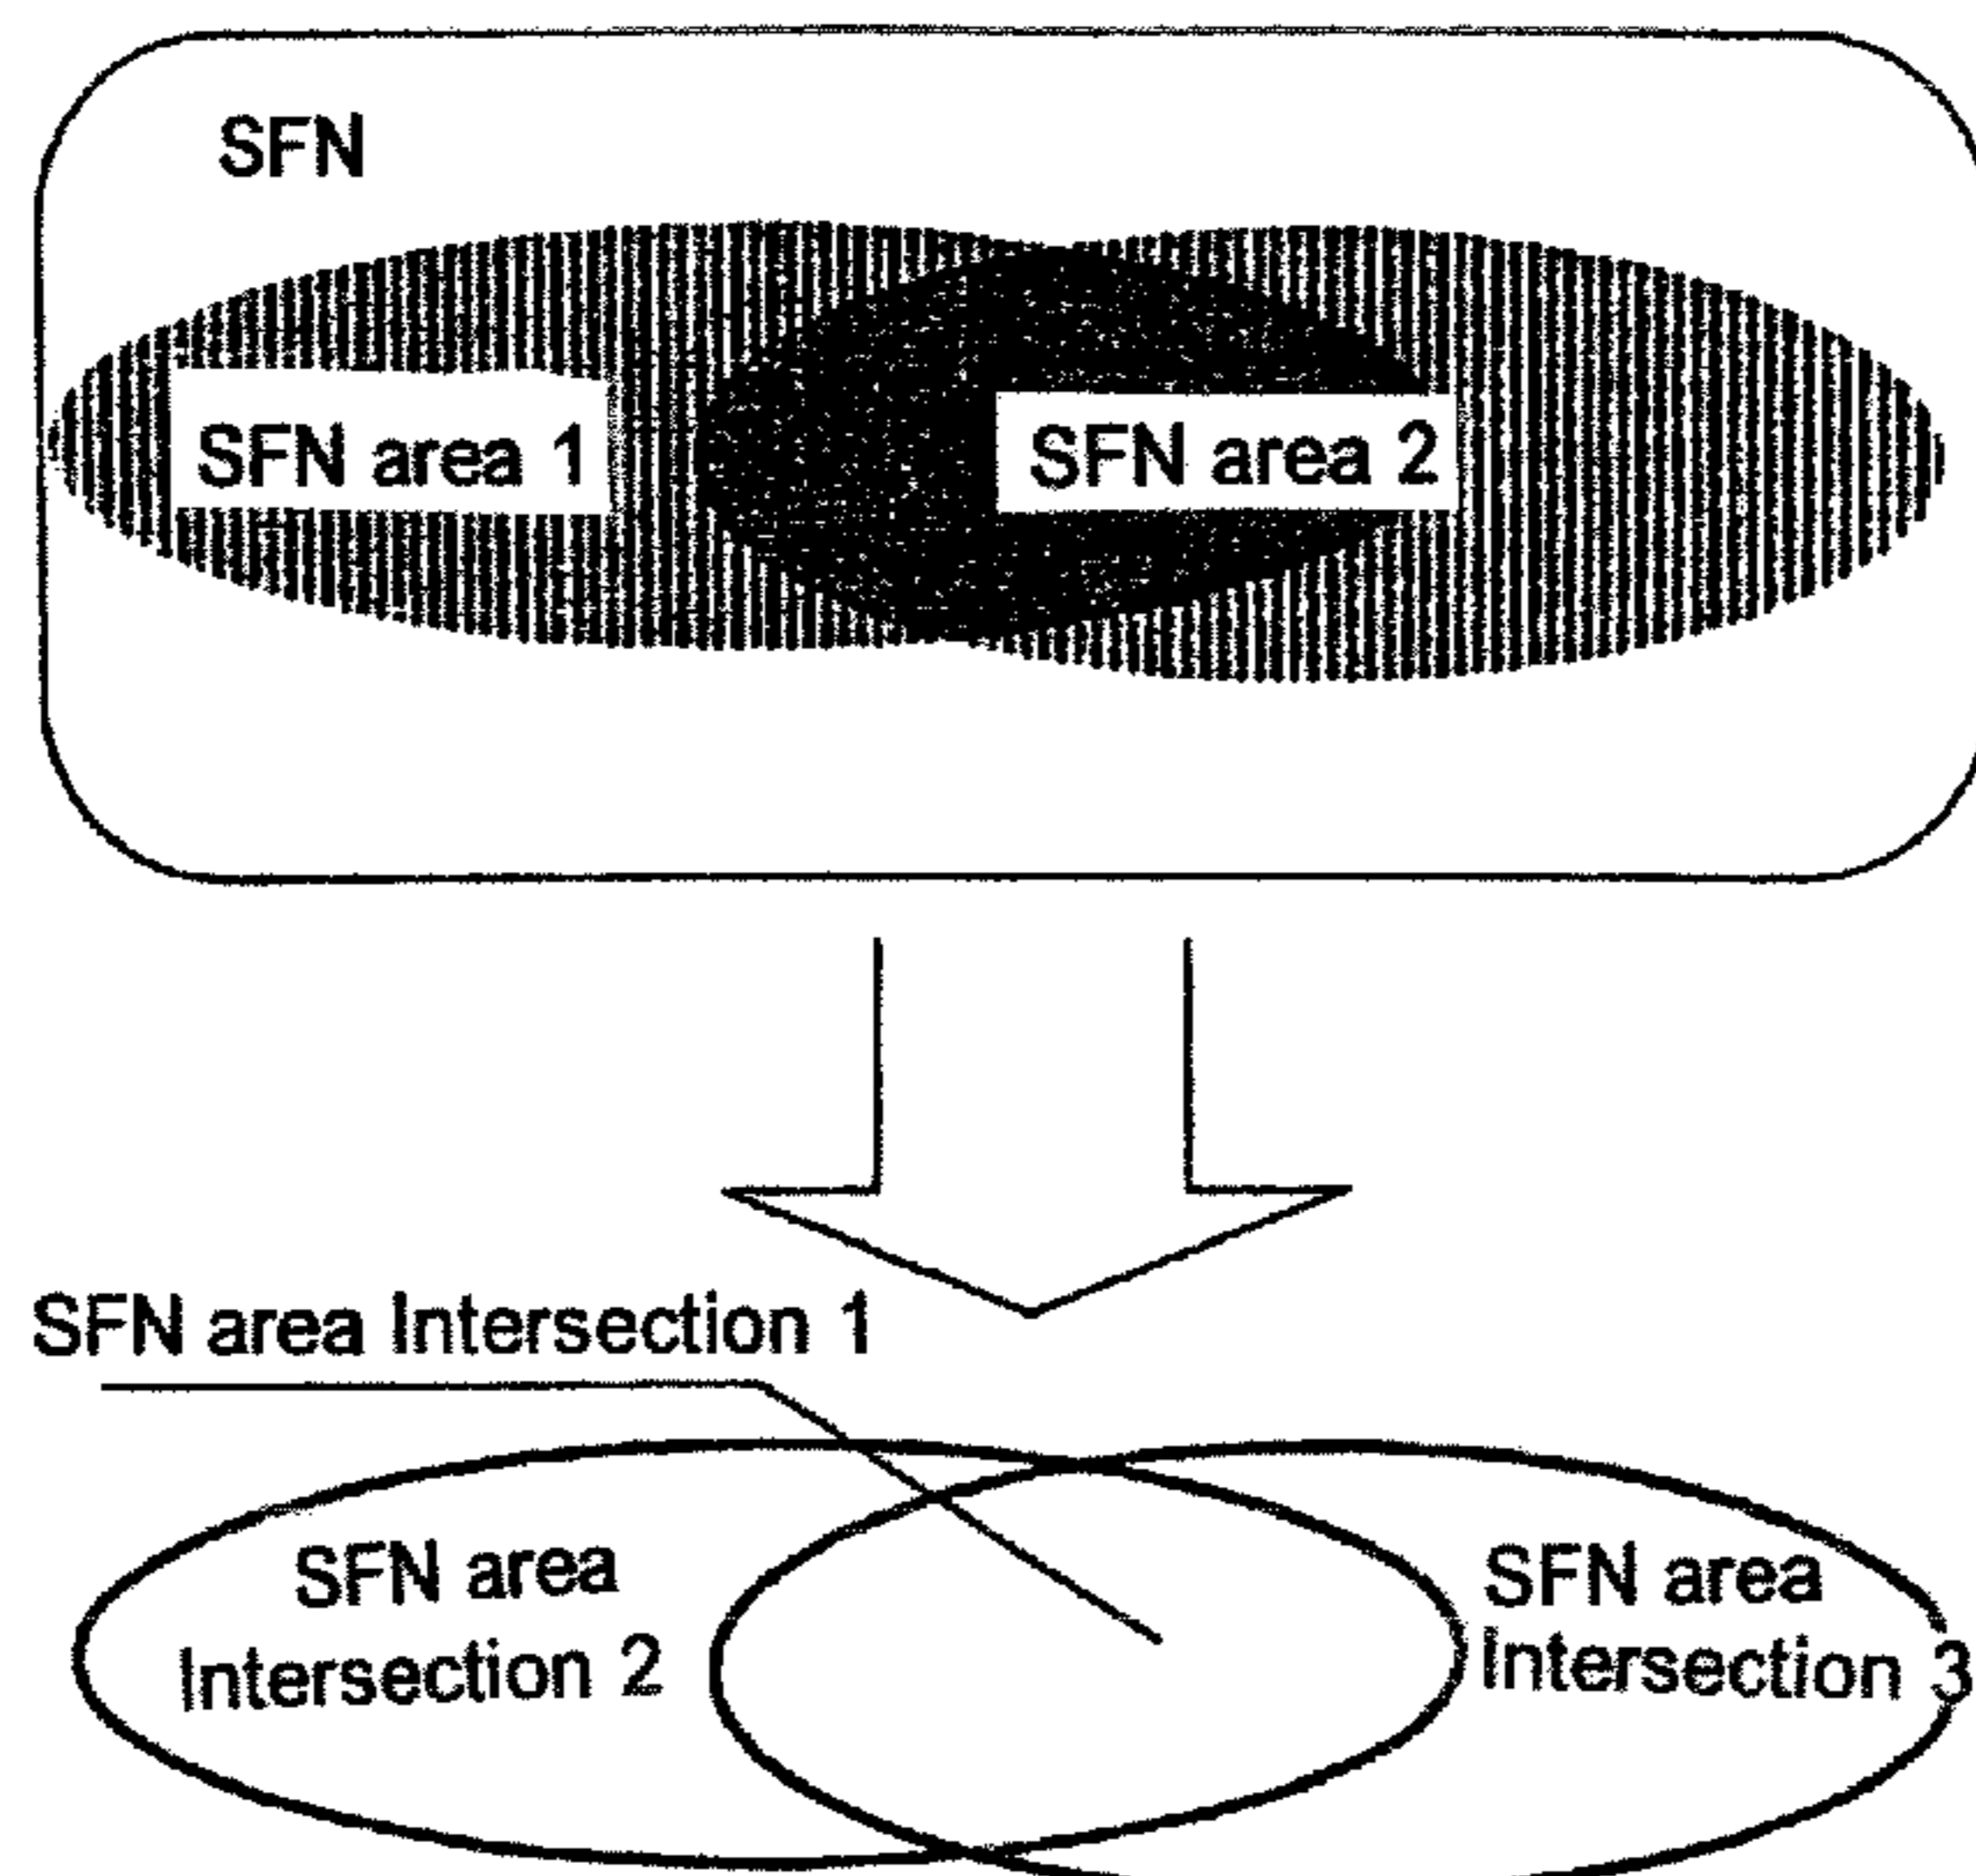 SFN
SFN area 1
SFN area 2
SFN area Intersection 1
SFN area
Intersection 2
SFN area
Intersection 3